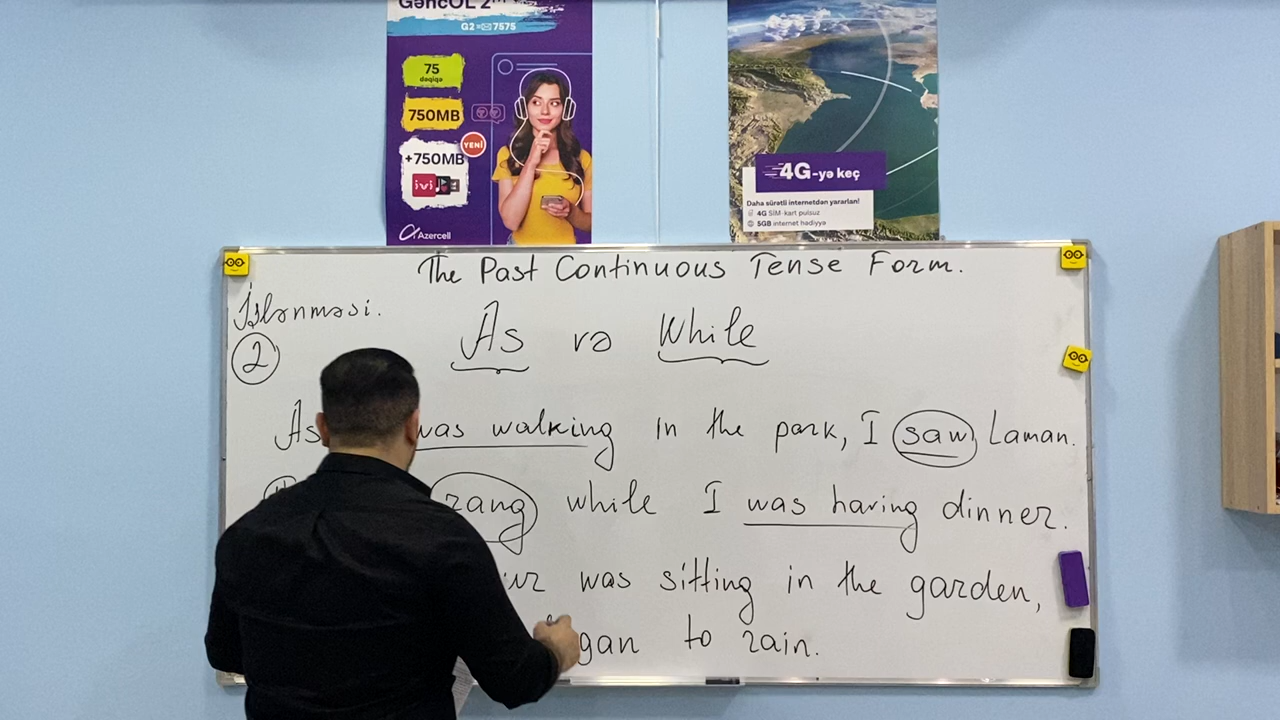 GəncOL 2
G2 7575
75
dəqiqə
750MB
+750MB
YENİ
ivi
Azercell
4G-yə keç
Daha sürətli internetdən yararlan!
4G SIM-kart pulsuz
5GB internet hədiyyə
The Past Continuous Tense Form.
İşlənməsi.
2
As və While
As was walking in the park, I saw Laman.
rang while I was having dinner.
was sitting in the garden,
to rain.